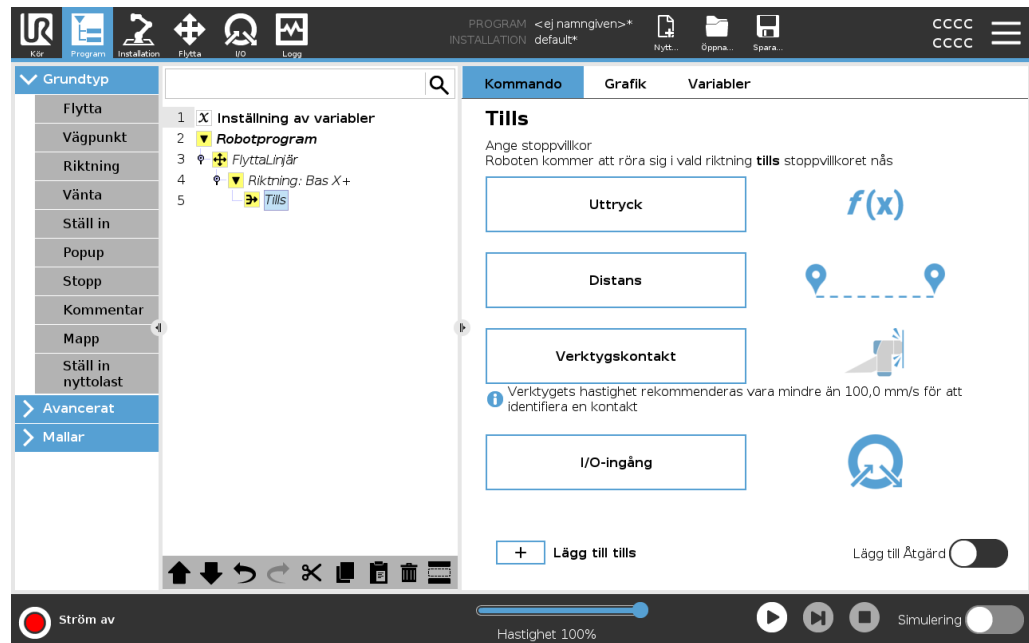 UR
Kör
Program
Installation
Flytta
I/O
Logg
PROGRAM <ej namngiven>*
INSTALLATION default*
Nytt...
Öppna...
Spara...
cccc
cccc
Grundtyp
Flytta
Vägpunkt
Riktning
Vänta
Ställ in
Popup
Stopp
Kommentar
Mapp
Ställ in
nyttolast
Avancerat
Mallar
1 X Inställning av variabler
2 Robotprogram
3 FlyttaLinjär
4 Riktning: Bas X+
5 Tills
Kommando Grafik Variabler
Tills
Ange stoppvillkor
Roboten kommer att röra sig i vald riktning tills stoppvillkoret nås
Uttryck
f(x)
Distans
Verktygskontakt
Verktygets hastighet rekommenderas vara mindre än 100,0 mm/s för att
identifiera en kontakt
I/O-ingång
+ Lägg till tills
Lägg till Åtgärd
Ström av
Hastighet 100%
Simulering